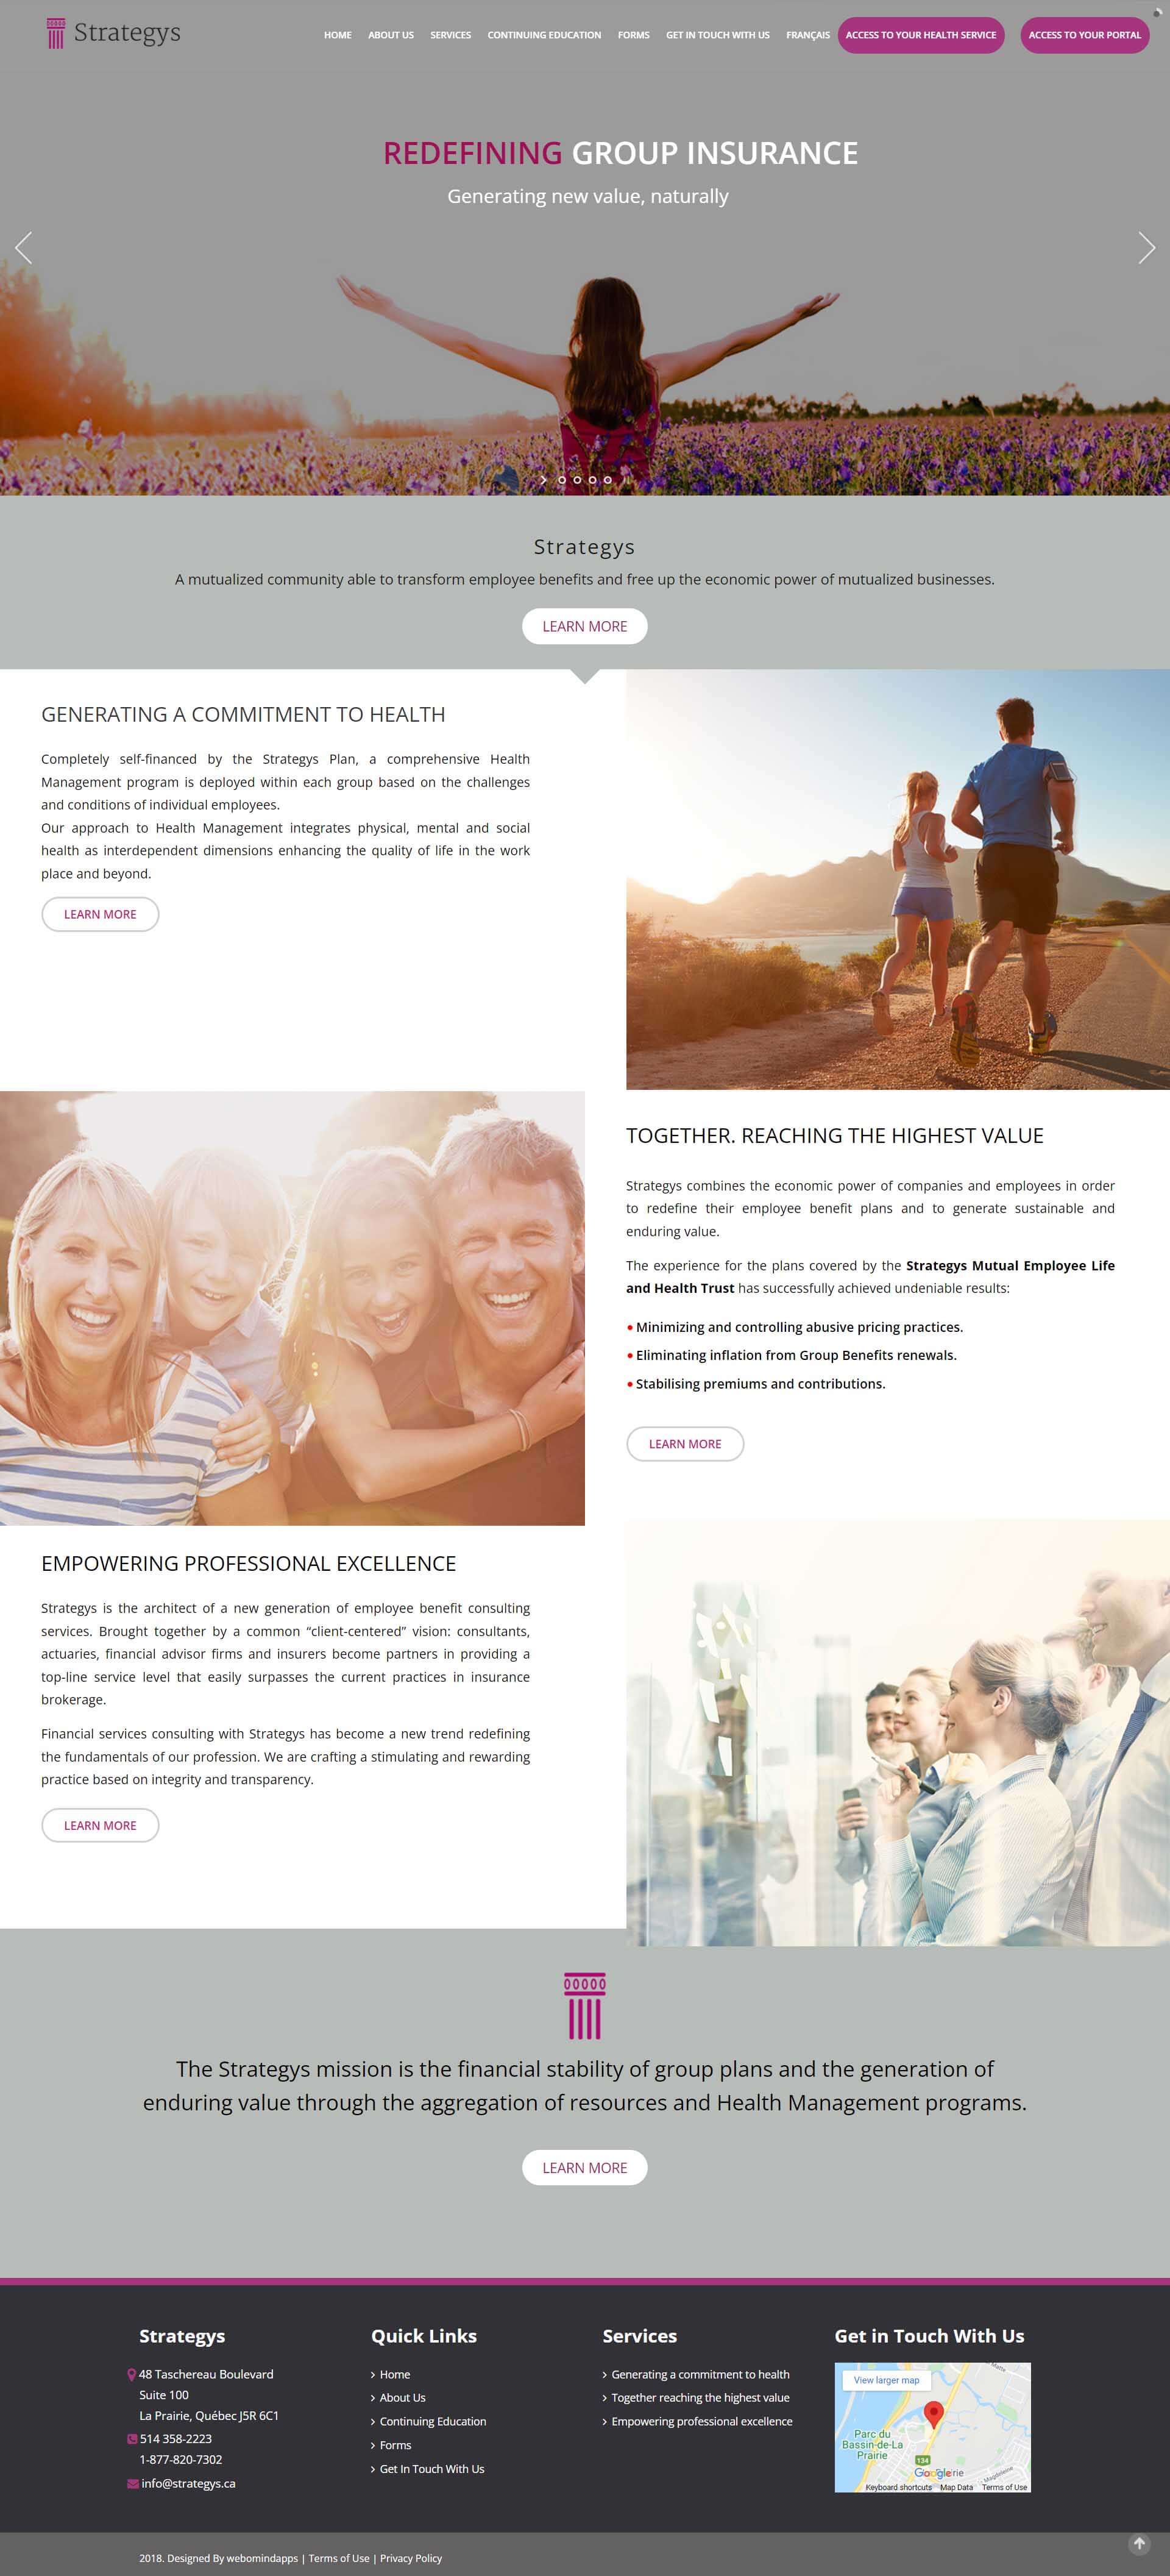 Strategys
HOME ABOUT US SERVICES CONTINUING EDUCATION FORMS GET IN TOUCH WITH US FRANÇAIS ACCESS TO YOUR HEALTH SERVICE ACCESS TO YOUR PORTAL
REDEFINING GROUP INSURANCE
Generating new value, naturally
Strategys
A mutualized community able to transform employee benefits and free up the economic power of mutualized businesses.
LEARN MORE
GENERATING A COMMITMENT TO HEALTH
Completely self-financed by the Strategys Plan, a comprehensive Health
Management program is deployed within each group based on the challenges
and conditions of individual employees.
Our approach to Health Management integrates physical, mental and social
health as interdependent dimensions enhancing the quality of life in the work
place and beyond.
LEARN MORE
TOGETHER. REACHING THE HIGHEST VALUE
Strategys combines the economic power of companies and employees in order
to redefine their employee benefit plans and to generate sustainable and
enduring value.
The experience for the plans covered by the Strategys Mutual Employee Life
and Health Trust has successfully achieved undeniable results:
• Minimizing and controlling abusive pricing practices.
• Eliminating inflation from Group Benefits renewals.
• Stabilising premiums and contributions.
LEARN MORE
EMPOWERING PROFESSIONAL EXCELLENCE
Strategys is the architect of a new generation of employee benefit consulting
services. Brought together by a common “client-centered” vision: consultants,
actuaries, financial advisor firms and insurers become partners in providing a
top-line service level that easily surpasses the current practices in insurance
brokerage.
Financial services consulting with Strategys has become a new trend redefining
the fundamentals of our profession. We are crafting a stimulating and rewarding
practice based on integrity and transparency.
LEARN MORE
The Strategys mission is the financial stability of group plans and the generation of
enduring value through the aggregation of resources and Health Management programs.
LEARN MORE
Strategys
48 Taschereau Boulevard
Suite 100
La Prairie, Québec J5R 6C1
514 358-2223
1-877-820-7302
info@strategys.ca
Quick Links
Home
About Us
Continuing Education
Forms
Get In Touch With Us
Services
Generating a commitment to health
Together reaching the highest value
Empowering professional excellence
Get in Touch With Us
View larger map
Parc du
Bassin-de-La
Prairie
134
Google
Keyboard shortcuts Map Data Terms of Use
2018. Designed By webomindapps | Terms of Use | Privacy Policy